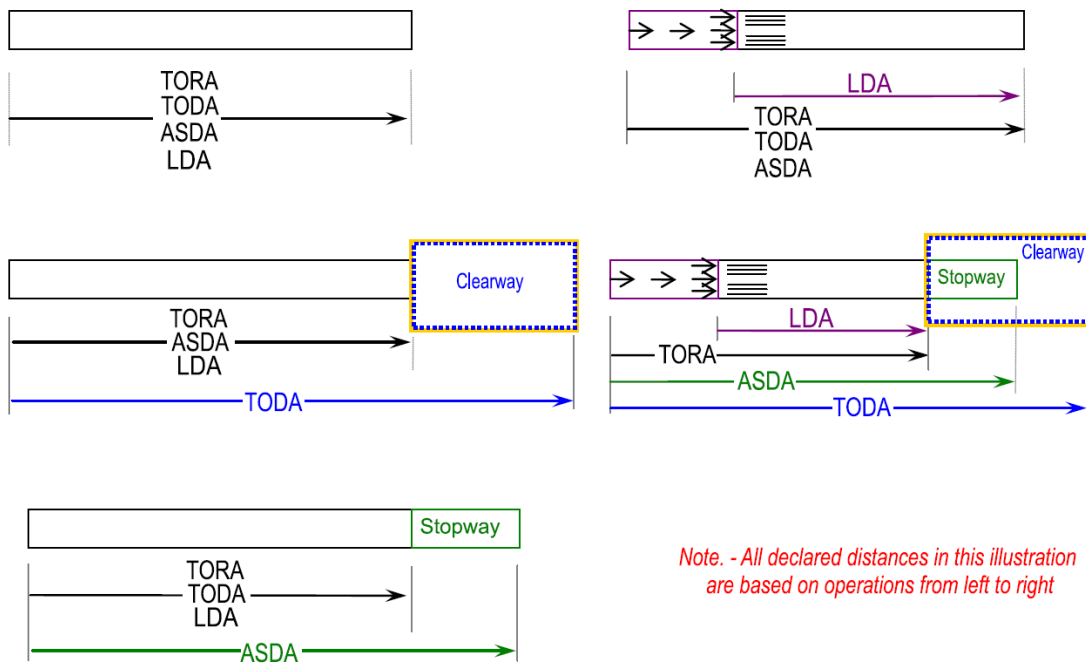 TORA
TODA
ASDA
LDA
LDA
TORA
TODA
ASDA
Clearway
TORA
ASDA
LDA
TODA
Clearway
Stopway
LDA
TORA
ASDA
TODA
Stopway
TORA
TODA
LDA
ASDA
Note. - All declared distances in this illustration
are based on operations from left to right